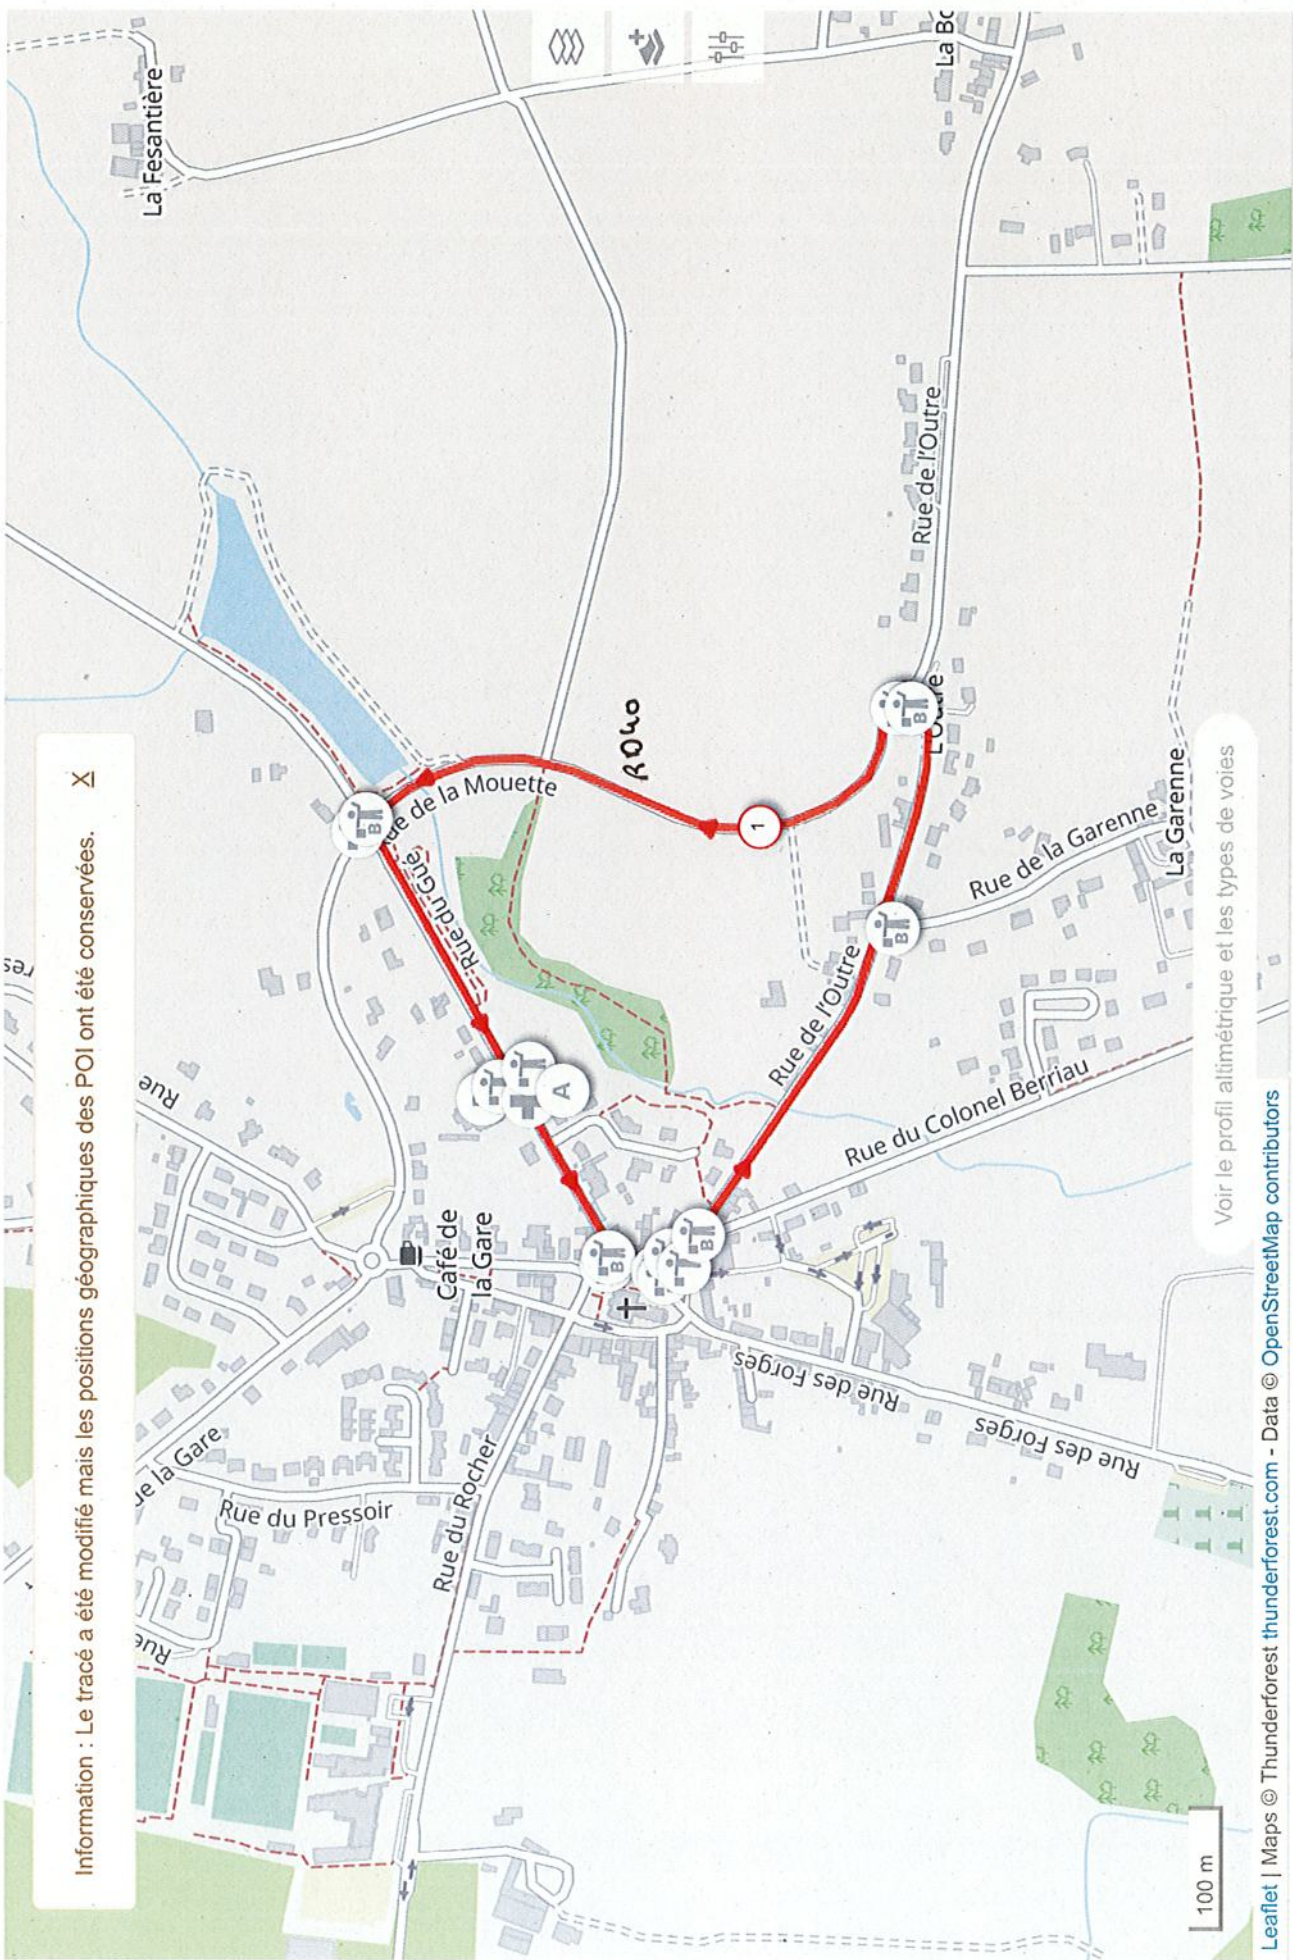 Information : Le tracé a été modifié mais les positions géographiques des POI ont été conservées. X
La Fesantière
Rue
Rue
de la Gare
Rue du Pressoir
Rue du Rocher
Café de
la Gare
Rue du Gué
Rue de la Mouette
RD40
1
A
B
B
B
B
B
Rue de l'Outre
Rue de l'Outre
L'Outre
Rue de la Garenne
La Garenne
Rue du Colonel Berriau
Rue des Forges
Rue des Forges
La Bo
100 m
Voir le profil altimétrique et les types de voies
Leaflet | Maps © Thunderforest thunderforest.com - Data © OpenStreetMap contributors